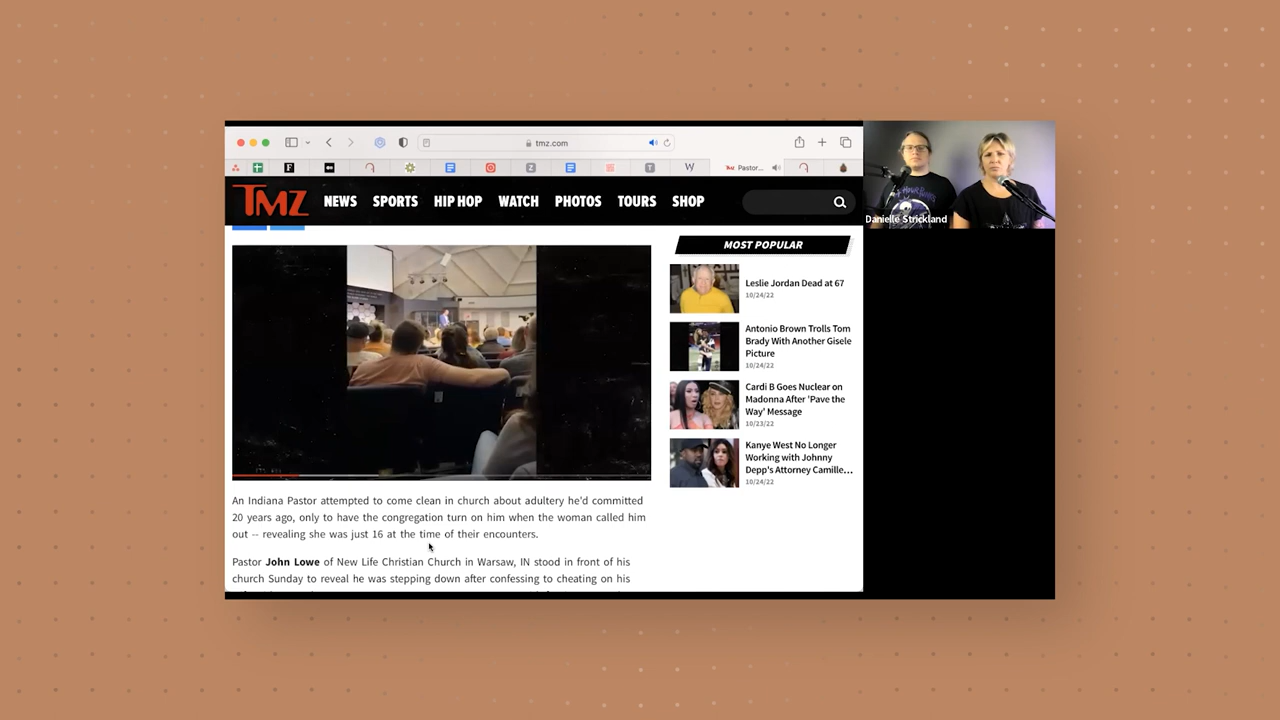 tmz.com
W
TMZ
Pastor...
Danielle Strickland
TMZ
NEWS
SPORTS
HIP HOP
WATCH
PHOTOS
TOURS
SHOP
MOST POPULAR
Leslie Jordan Dead at 67
10/24/22
Antonio Brown Trolls Tom
Brady With Another Gisele
Picture
10/24/22
Cardi B Goes Nuclear on
Madonna After 'Pave the
Way' Message
10/23/22
Kanye West No Longer
Working with Johnny
Depp's Attorney Camille...
10/24/22
An Indiana Pastor attempted to come clean in church about adultery he'd committed
20 years ago, only to have the congregation turn on him when the woman called him
out -- revealing she was just 16 at the time of their encounters.
Pastor John Lowe of New Life Christian Church in Warsaw, IN stood in front of his
church Sunday to reveal he was stepping down after confessing to cheating on his